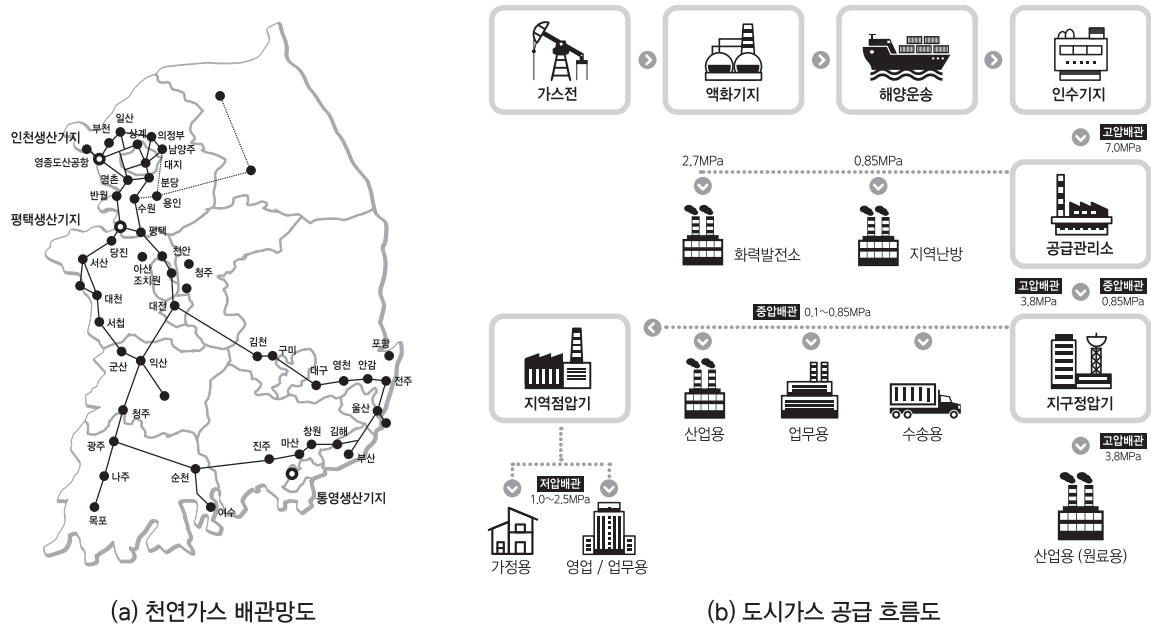 인천생산기지
부천
일산
상계
의정부
남양주
영종도산공항
대지
명촌
분당
반월
수원
용인
평택생산기지
평택
당진
천안
서산
아산
조치원
청주
대천
대전
서첩
군산
익산
김천
구미
포항
대구
영천
안감
전주
울산
청주
광주
창원
김해
진주
마산
부산
나주
순천
통영생산기지
목포
여수
(a) 천연가스 배관망도
가스전
액화기지
해양운송
인수기지
고압배관
7.0MPa
2.7MPa
0.85MPa
화력발전소
지역난방
공급관리소
고압배관
3.8MPa
중압배관
0.85MPa
중압배관 0.1~0.85MPa
지역점압기
산업용
업무용
수송용
지구정압기
고압배관
3.8MPa
저압배관
1.0~2.5MPa
가정용
영업 / 업무용
산업용 (원료용)
(b) 도시가스 공급 흐름도